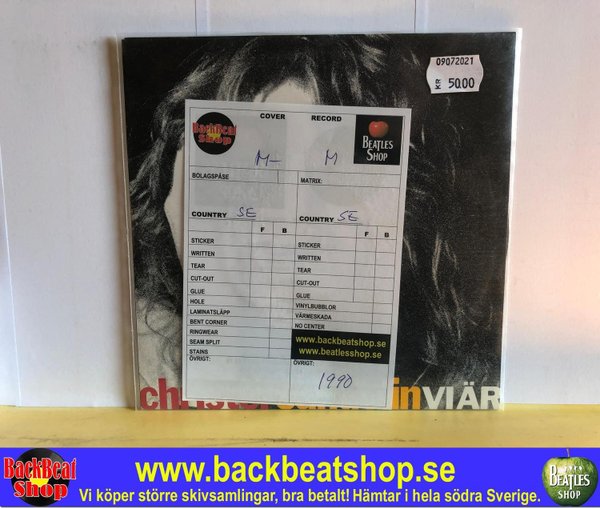 09072021
KR 50.00
COVER RECORD
BackBeat Shop
BEATLES SHOP
M- M
BOLAGSPÅSE MATRIX:
COUNTRY SE COUNTRY SE
F B F B
STICKER STICKER
WRITTEN WRITTEN
TEAR TEAR
CUT-OUT CUT-OUT
GLUE GLUE
HOLE VINYLBUBBLOR
LAMINATSLÄPP VÄRMESKADA
BENT CORNER NO CENTER
RINGWEAR
SEAM SPLIT
STAINS
www.backbeatshop.se
www.beatlesshop.se
ÖVRIGT: ÖVRIGT:
1990
VI ÄR
BackBeat Shop
www.backbeatshop.se
Vi köper större skivsamlingar, bra betalt! Hämtar i hela södra Sverige.
BEATLES SHOP